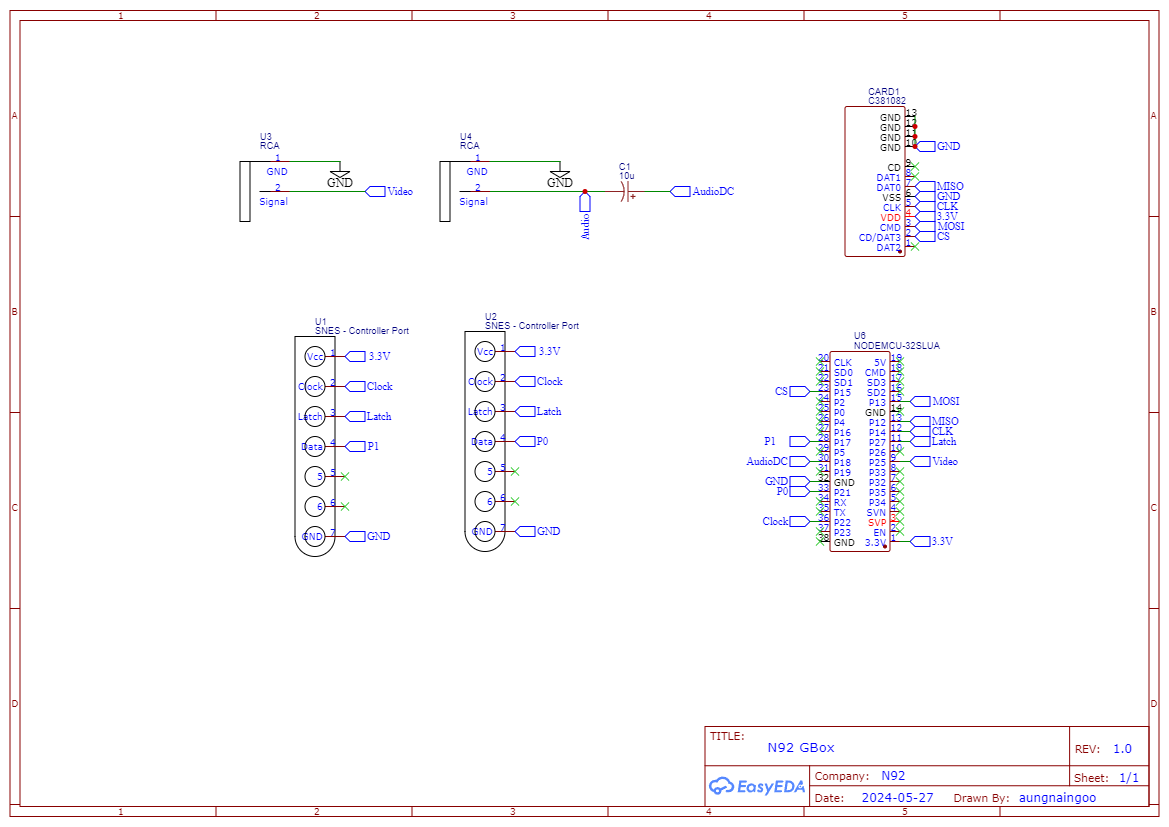 1 2 3 4 5
A A
B B
C C
D D
U3
RCA
1
GND
2
Signal
GND
Video
U4
RCA
1
GND
2
Signal
GND
Audio
C1
10u
+
AudioDC
CARD1
C381082
GND 13
GND 12
GND 11
GND 10 GND
CD 9
DAT1 8
DAT0 7 MISO
VSS 6 GND
CLK 5 CLK
VDD 4 3.3V
CMD 3 MOSI
CD/DAT3 2 CS
DAT2 1
U1
SNES - Controller Port
Vcc 1 3.3V
Clock 2 Clock
Latch 3 Latch
Data 4 P1
5 5
6 6
GND 7 GND
U2
SNES - Controller Port
Vcc 1 3.3V
Clock 2 Clock
Latch 3 Latch
Data 4 P0
5 5
6 6
GND 7 GND
U6
NODEMCU-32SLUA
20 CLK 5V 19
21 SD0 CMD 18
22 SD1 SD3 17
CS 23 P15 SD2 16
24 P2 P13 15 MOSI
25 P0 GND 14
26 P4 P12 13 MISO
27 P16 P14 12 CLK
P1 28 P17 P27 11 Latch
29 P5 P26 10
AudioDC 30 P18 P25 9 Video
31 P19 P33 8
GND 32 GND P32 7
P0 33 P21 P35 6
34 RX P34 5
35 TX SVN 4
Clock 36 P22 SVP 3
37 P23 EN 2
38 GND 3.3V 1 3.3V
TITLE:
N92 GBox
REV: 1.0
EasyEDA
Company: N92
Sheet: 1/1
Date: 2024-05-27 Drawn By: aungnaingoo
1 2 3 4 5